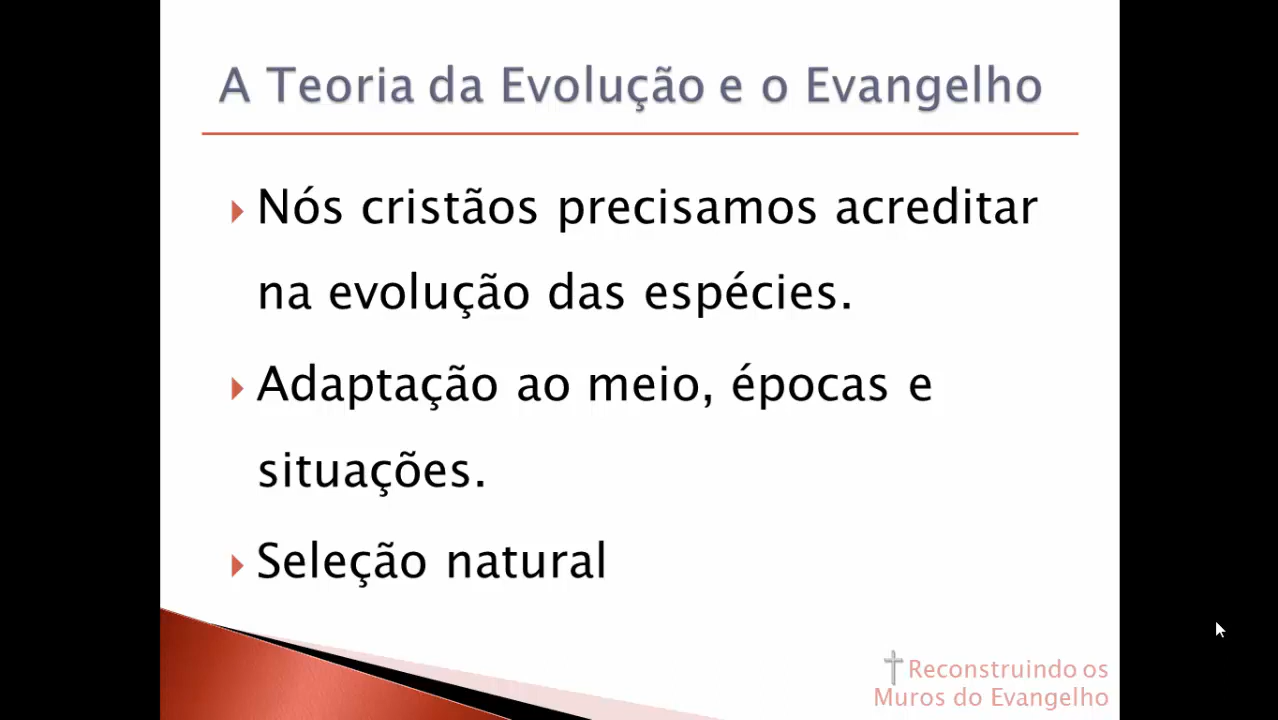 A Teoria da Evolução e o Evangelho
Nós cristãos precisamos acreditar
na evolução das espécies.
Adaptação ao meio, épocas e
situações.
Seleção natural
Reconstruindo os
Muros do Evangelho